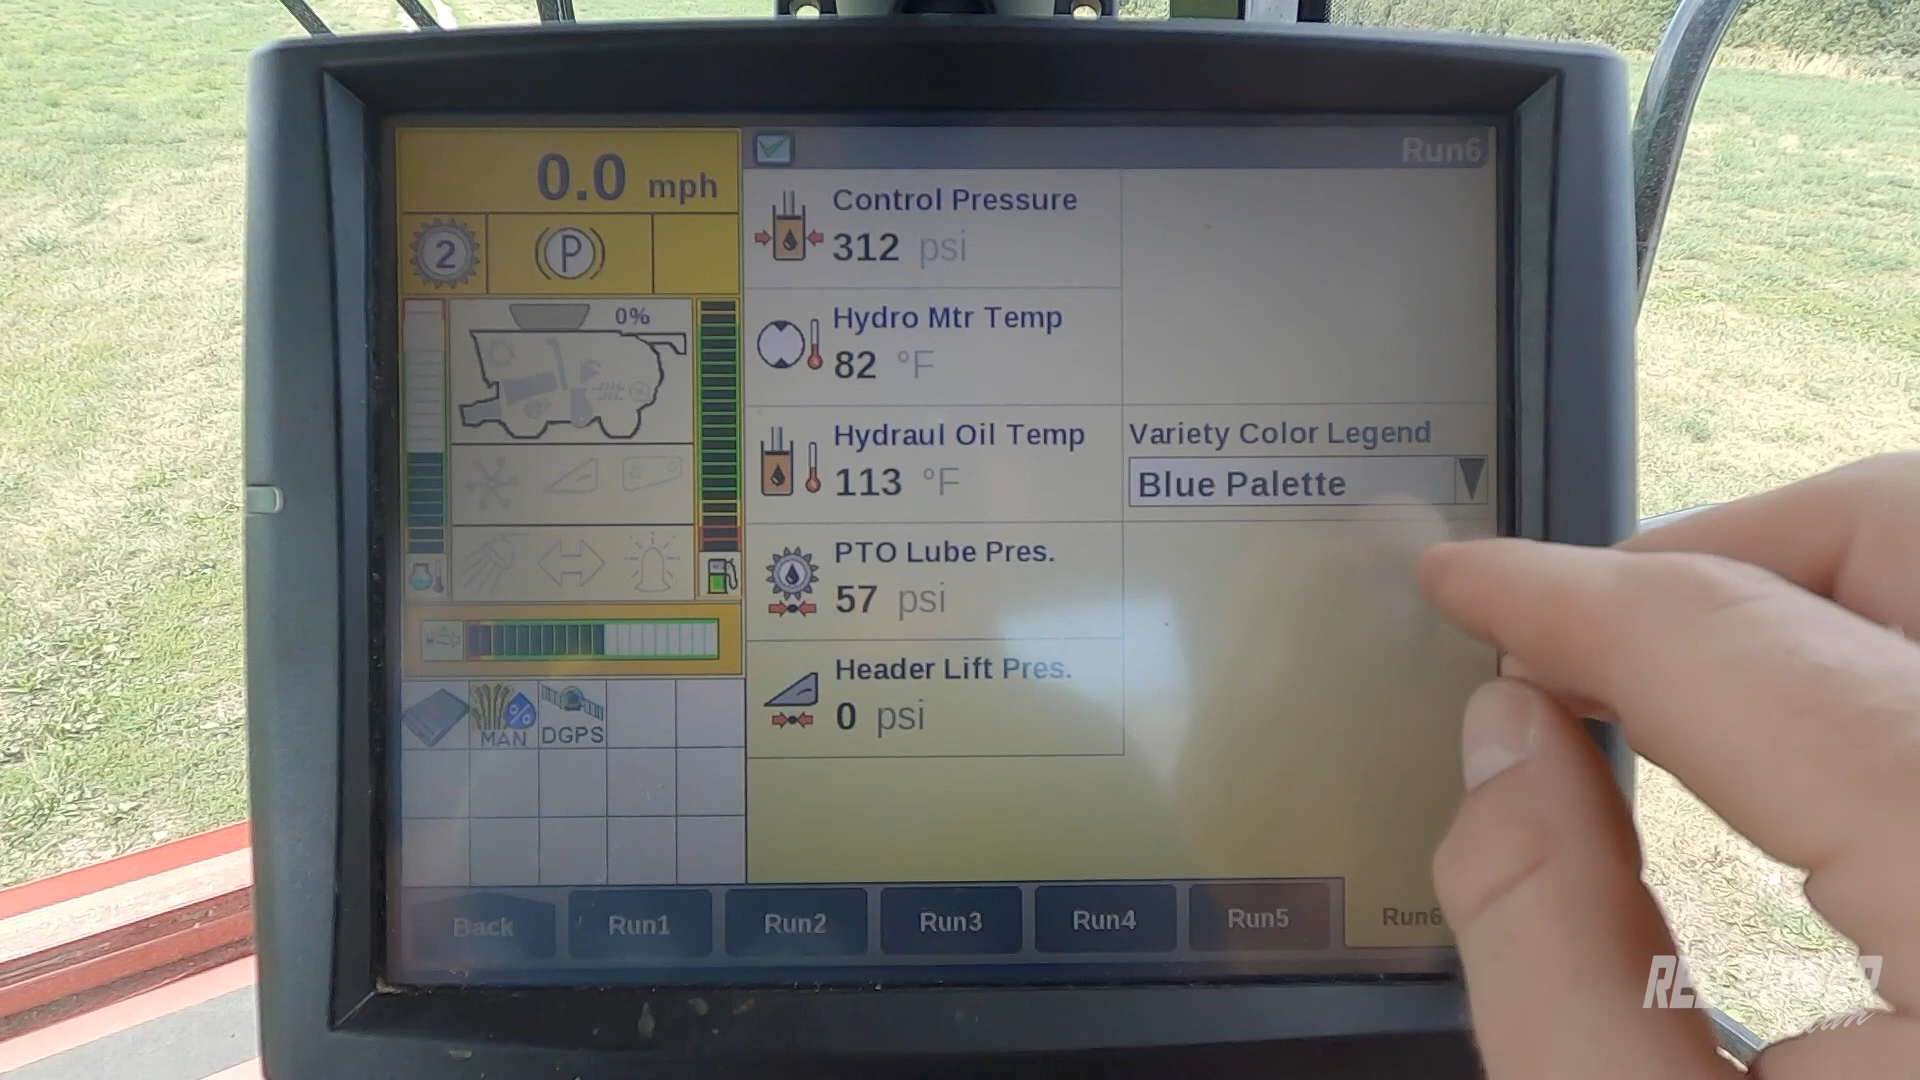 0.0 mph
2
P
0%
MAN
DGPS
Run6
Control Pressure
312 psi
Hydro Mtr Temp
82 °F
Hydraul Oil Temp
113 °F
PTO Lube Pres.
57 psi
Header Lift Pres.
0 psi
Variety Color Legend
Blue Palette
Back
Run1
Run2
Run3
Run4
Run5
Run6